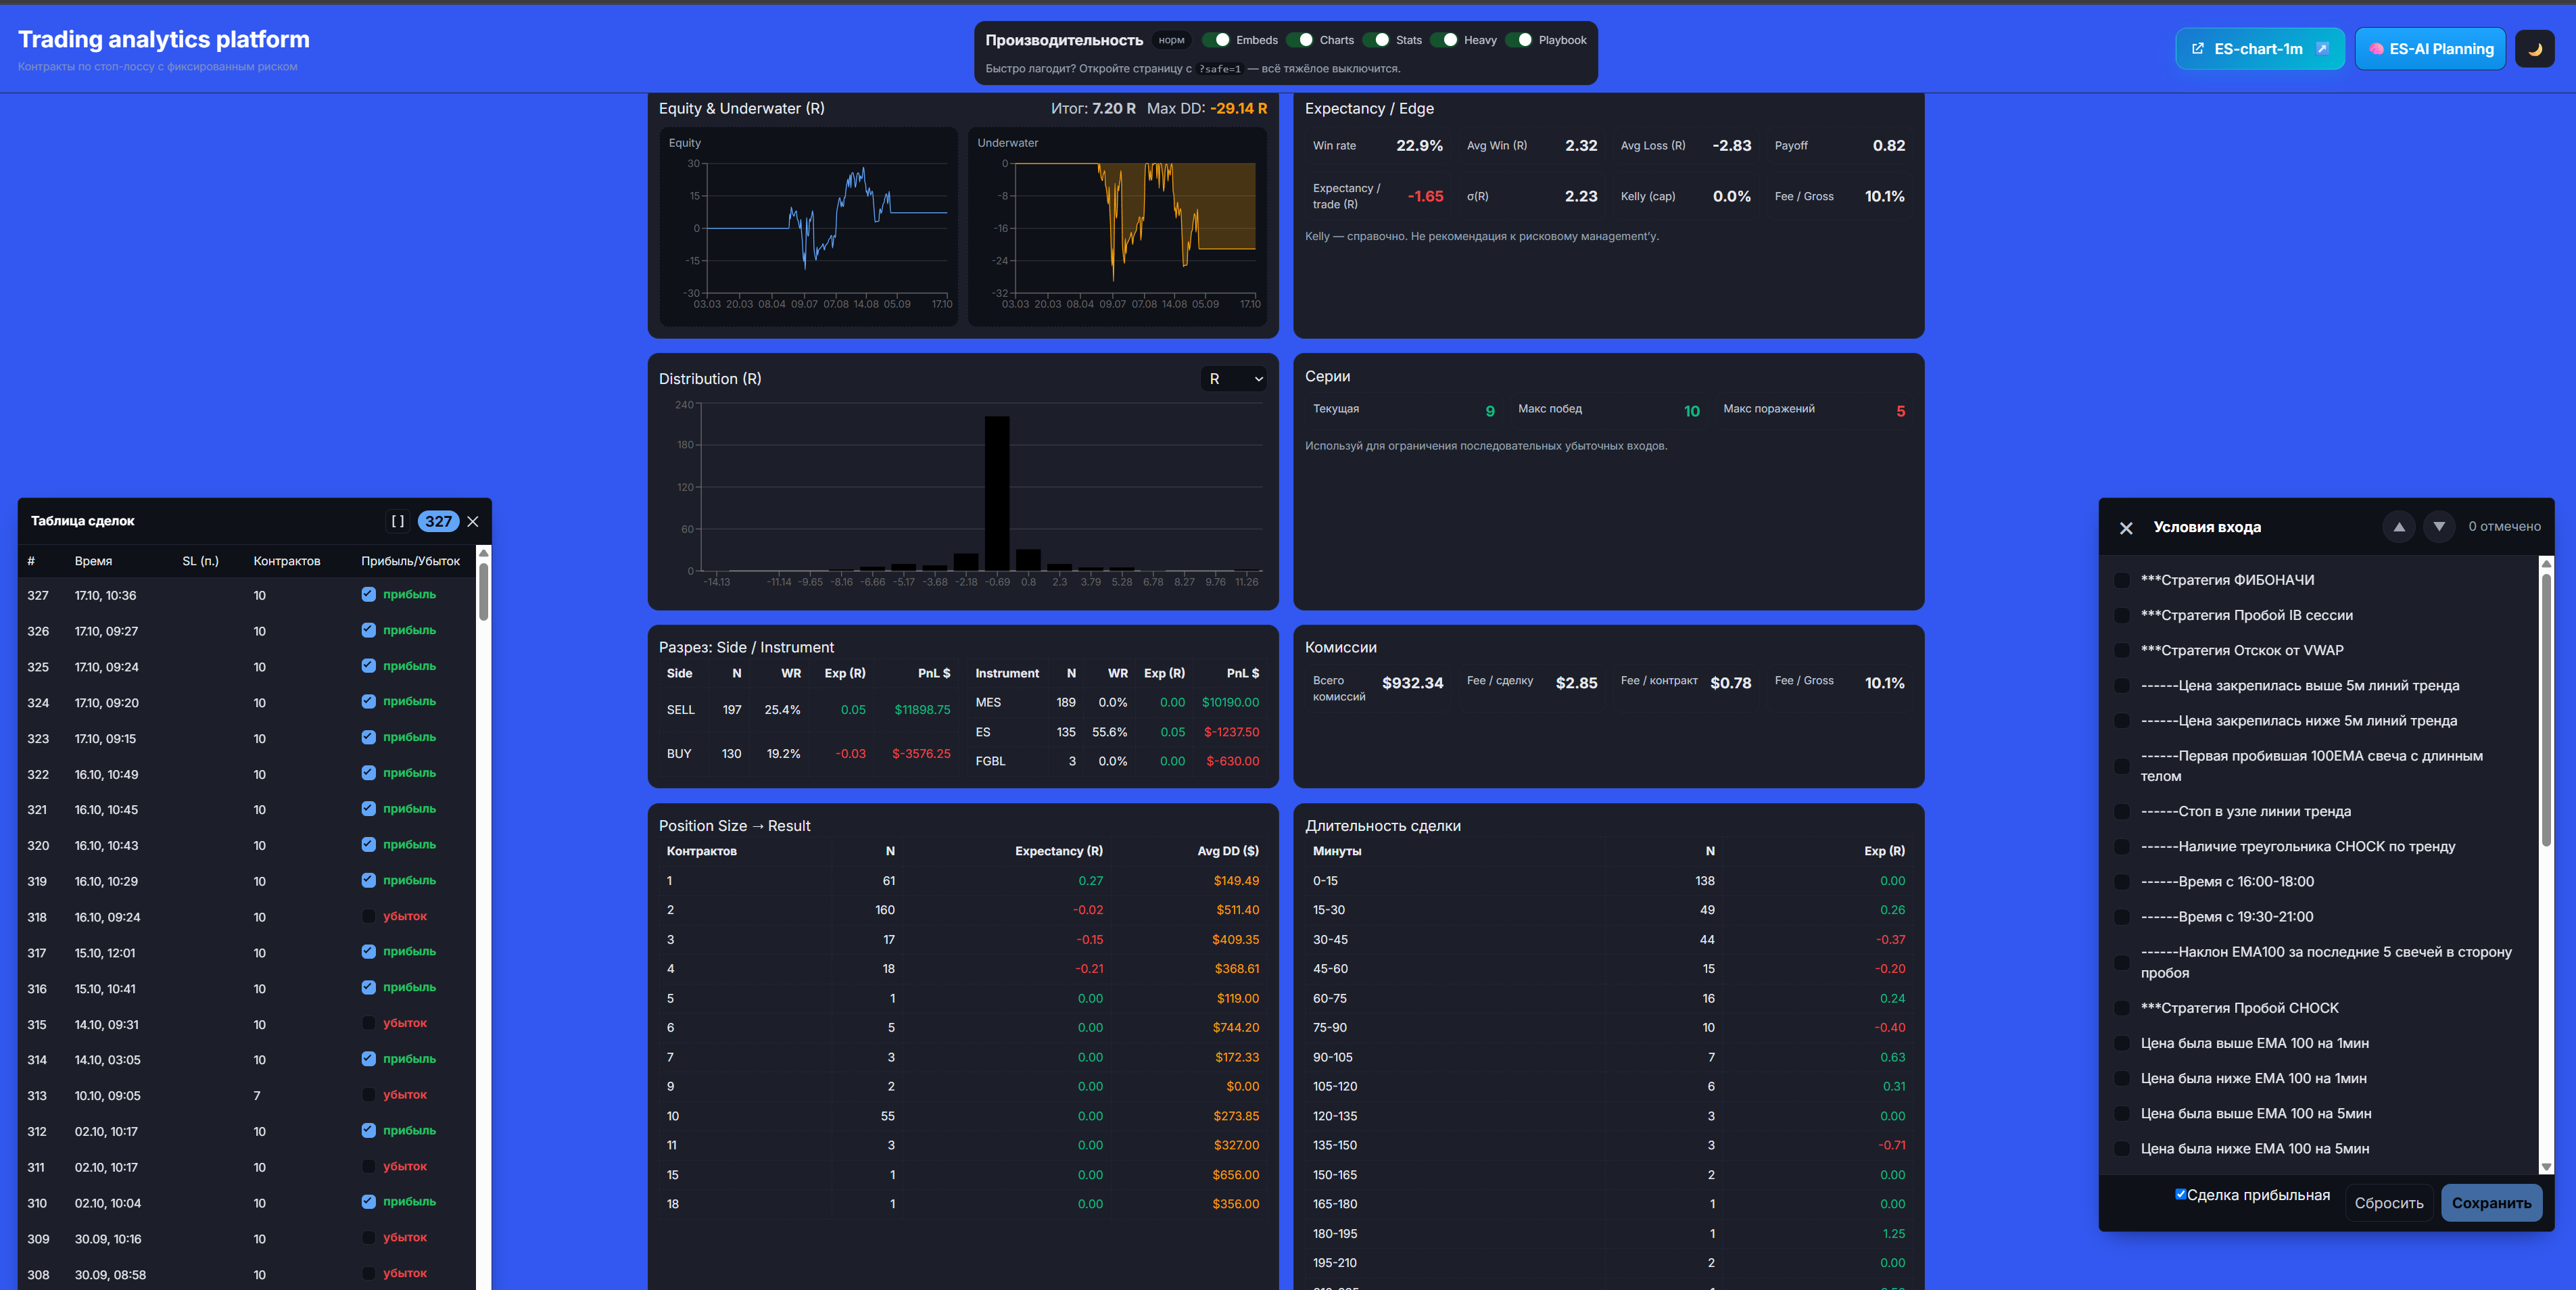 Trading analytics platform
Контракты по стоп-лоссу с фиксированным риском
Производительность норм Embeds Charts Stats Heavy Playbook
Быстро лагодит? Откройте страницу с ?safe=1 — всё тяжёлое выключится.
ES-chart-1m
ES-AI Planning
Equity & Underwater (R) Итог: 7.20 R Max DD: -29.14 R
Equity
30
15
0
-15
-30
03.03 20.03 08.04 09.07 07.08 14.08 05.09 17.10
Underwater
0
-8
-16
-24
-32
03.03 20.03 08.04 09.07 07.08 14.08 05.09 17.10
Expectancy / Edge
Win rate 22.9% Avg Win (R) 2.32 Avg Loss (R) -2.83 Payoff 0.82
Expectancy / trade (R) -1.65 σ(R) 2.23 Kelly (cap) 0.0% Fee / Gross 10.1%
Kelly — справочно. Не рекомендация к рисковому management'у.
Distribution (R) R
240
180
120
60
0
-14.13 -11.14 -9.65 -8.16 -6.66 -5.17 -3.68 -2.18 -0.69 0.8 2.3 3.79 5.28 6.78 8.27 9.76 11.26
Серии
Текущая 9 Макс побед 10 Макс поражений 5
Используй для ограничения последовательных убыточных входов.
Разрез: Side / Instrument
Side N WR Exp (R) PnL $
SELL 197 25.4% 0.05 $11898.75
BUY 130 19.2% -0.03 $-3576.25
Instrument N WR Exp (R) PnL $
MES 189 0.0% 0.00 $10190.00
ES 135 55.6% 0.05 $-1237.50
FGBL 3 0.0% 0.00 $-630.00
Комиссии
Всего комиссий $932.34 Fee / сделку $2.85 Fee / контракт $0.78 Fee / Gross 10.1%
Position Size → Result
Контрактов N Expectancy (R) Avg DD ($)
1 61 0.27 $149.49
2 160 -0.02 $511.40
3 17 -0.15 $409.35
4 18 -0.21 $368.61
5 1 0.00 $119.00
6 5 0.00 $744.20
7 3 0.00 $172.33
9 2 0.00 $0.00
10 55 0.00 $273.85
11 3 0.00 $327.00
15 1 0.00 $656.00
18 1 0.00 $356.00
Длительность сделки
Минуты N Exp (R)
0-15 138 0.00
15-30 49 0.26
30-45 44 -0.37
45-60 15 -0.20
60-75 16 0.24
75-90 10 -0.40
90-105 7 0.63
105-120 6 0.31
120-135 3 0.00
135-150 3 -0.71
150-165 2 0.00
165-180 1 0.00
180-195 1 1.25
195-210 2 0.00
Таблица сделок [ ] 327
# Время SL (п.) Контрактов Прибыль/Убыток
327 17.10, 10:36 10 прибыль
326 17.10, 09:27 10 прибыль
325 17.10, 09:24 10 прибыль
324 17.10, 09:20 10 прибыль
323 17.10, 09:15 10 прибыль
322 16.10, 10:49 10 прибыль
321 16.10, 10:45 10 прибыль
320 16.10, 10:43 10 прибыль
319 16.10, 10:29 10 прибыль
318 16.10, 09:24 10 убыток
317 15.10, 12:01 10 прибыль
316 15.10, 10:41 10 прибыль
315 14.10, 09:31 10 убыток
314 14.10, 03:05 10 прибыль
313 10.10, 09:05 7 убыток
312 02.10, 10:17 10 прибыль
311 02.10, 10:17 10 убыток
310 02.10, 10:04 10 прибыль
309 30.09, 10:16 10 убыток
308 30.09, 08:58 10 убыток
Условия входа 0 отмечено
***Стратегия ФИБОНАЧИ
***Стратегия Пробой IB сессии
***Стратегия Отскок от VWAP
------Цена закрепилась выше 5м линий тренда
------Цена закрепилась ниже 5м линий тренда
------Первая пробившая 100EMA свеча с длинным
телом
------Стоп в узле линии тренда
------Наличие треугольника CHOCK по тренду
------Время с 16:00-18:00
------Время с 19:30-21:00
------Наклон EMA100 за последние 5 свечей в сторону
пробоя
***Стратегия Пробой CHOCK
Цена была выше EMA 100 на 1мин
Цена была ниже EMA 100 на 1мин
Цена была выше EMA 100 на 5мин
Цена была ниже EMA 100 на 5мин
Сделка прибыльная Сбросить Сохранить